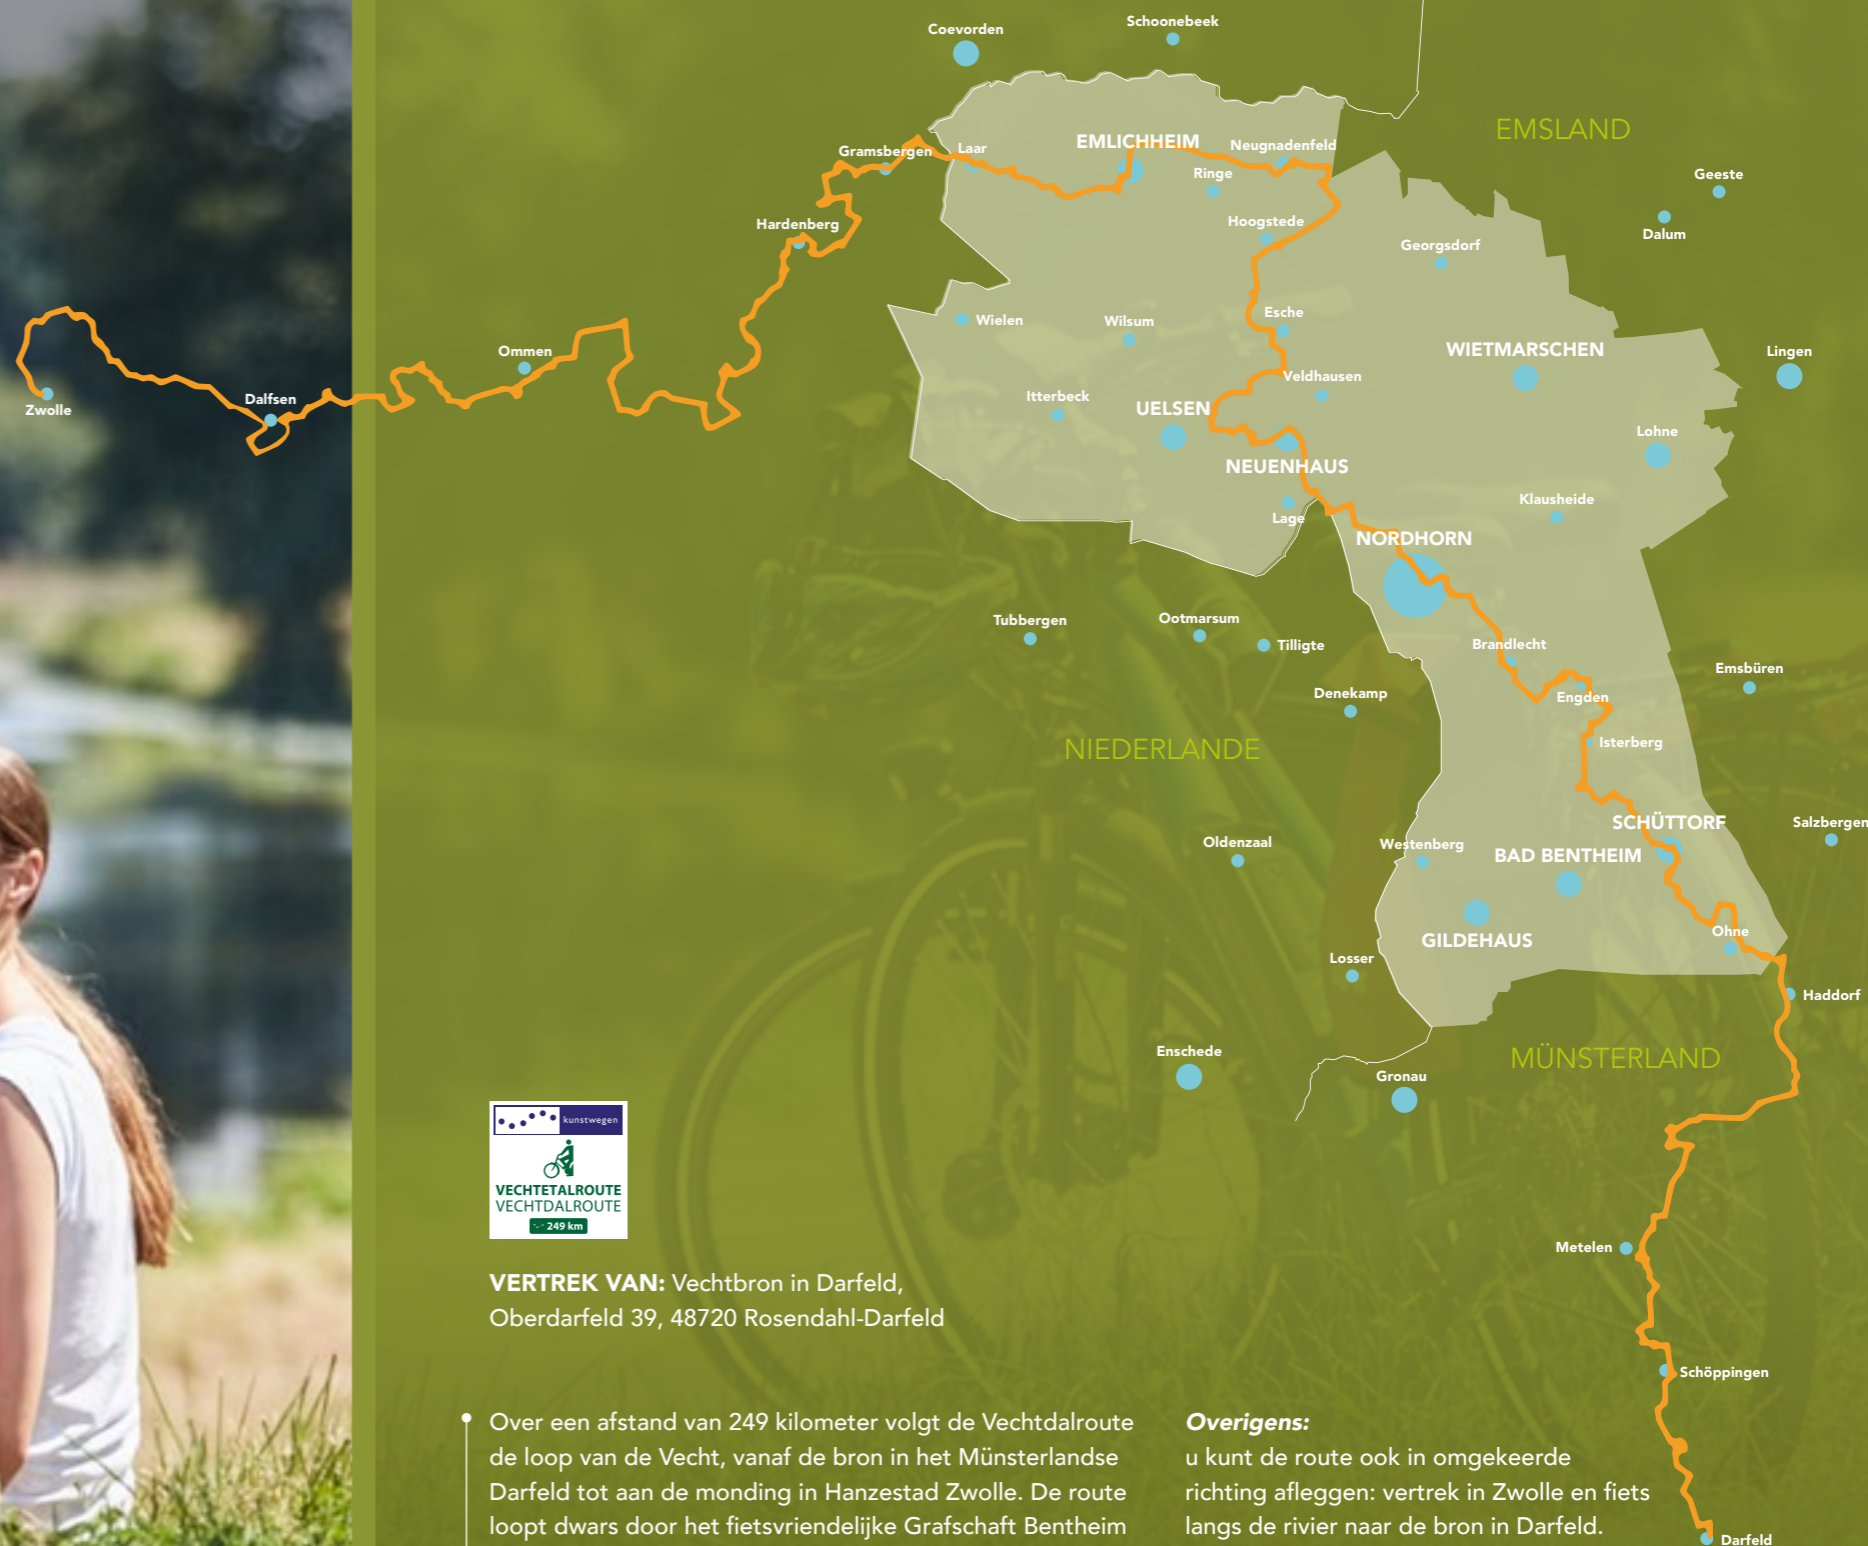 Coevorden
Schoonebeek
EMSLAND
Gramsbergen
Laar
EMLICHHEIM
Neugnadenfeld
Ringe
Geeste
Dalum
Hardenberg
Hoogstede
Georgsdorf
Wielen
Wilsum
Esche
WIETMARSCHEN
Lingen
Ommen
Zwolle
Dalfsen
Itterbeck
UELSEN
Veldhausen
Lohne
NEUENHAUS
Klausheide
Lage
NORDHORN
Tubbergen
Ootmarsum
Tilligte
Brandlecht
Emsbüren
Denekamp
Engden
NIEDERLANDE
Isterberg
SCHÜTTORF
Salzbergen
Oldenzaal
Westenberg
BAD BENTHEIM
GILDEHAUS
Ohne
Losser
Haddorf
Enschede
Gronau
MÜNSTERLAND
kunstwegen
VECHTETALROUTE
VECHTDALROUTE
249 km
Metelen
Schöppingen
Darfeld
VERTREK VAN: Vechtbron in Darfeld,
Oberdarfeld 39, 48720 Rosendahl-Darfeld
Over een afstand van 249 kilometer volgt de Vechtdalroute
de loop van de Vecht, vanaf de bron in het Münsterlandse
Darfeld tot aan de monding in Hanzestad Zwolle. De route
loopt dwars door het fietsvriendelijke Grafschaft Bentheim
Overigens:
u kunt de route ook in omgekeerde
richting afleggen: vertrek in Zwolle en fiets
langs de rivier naar de bron in Darfeld.